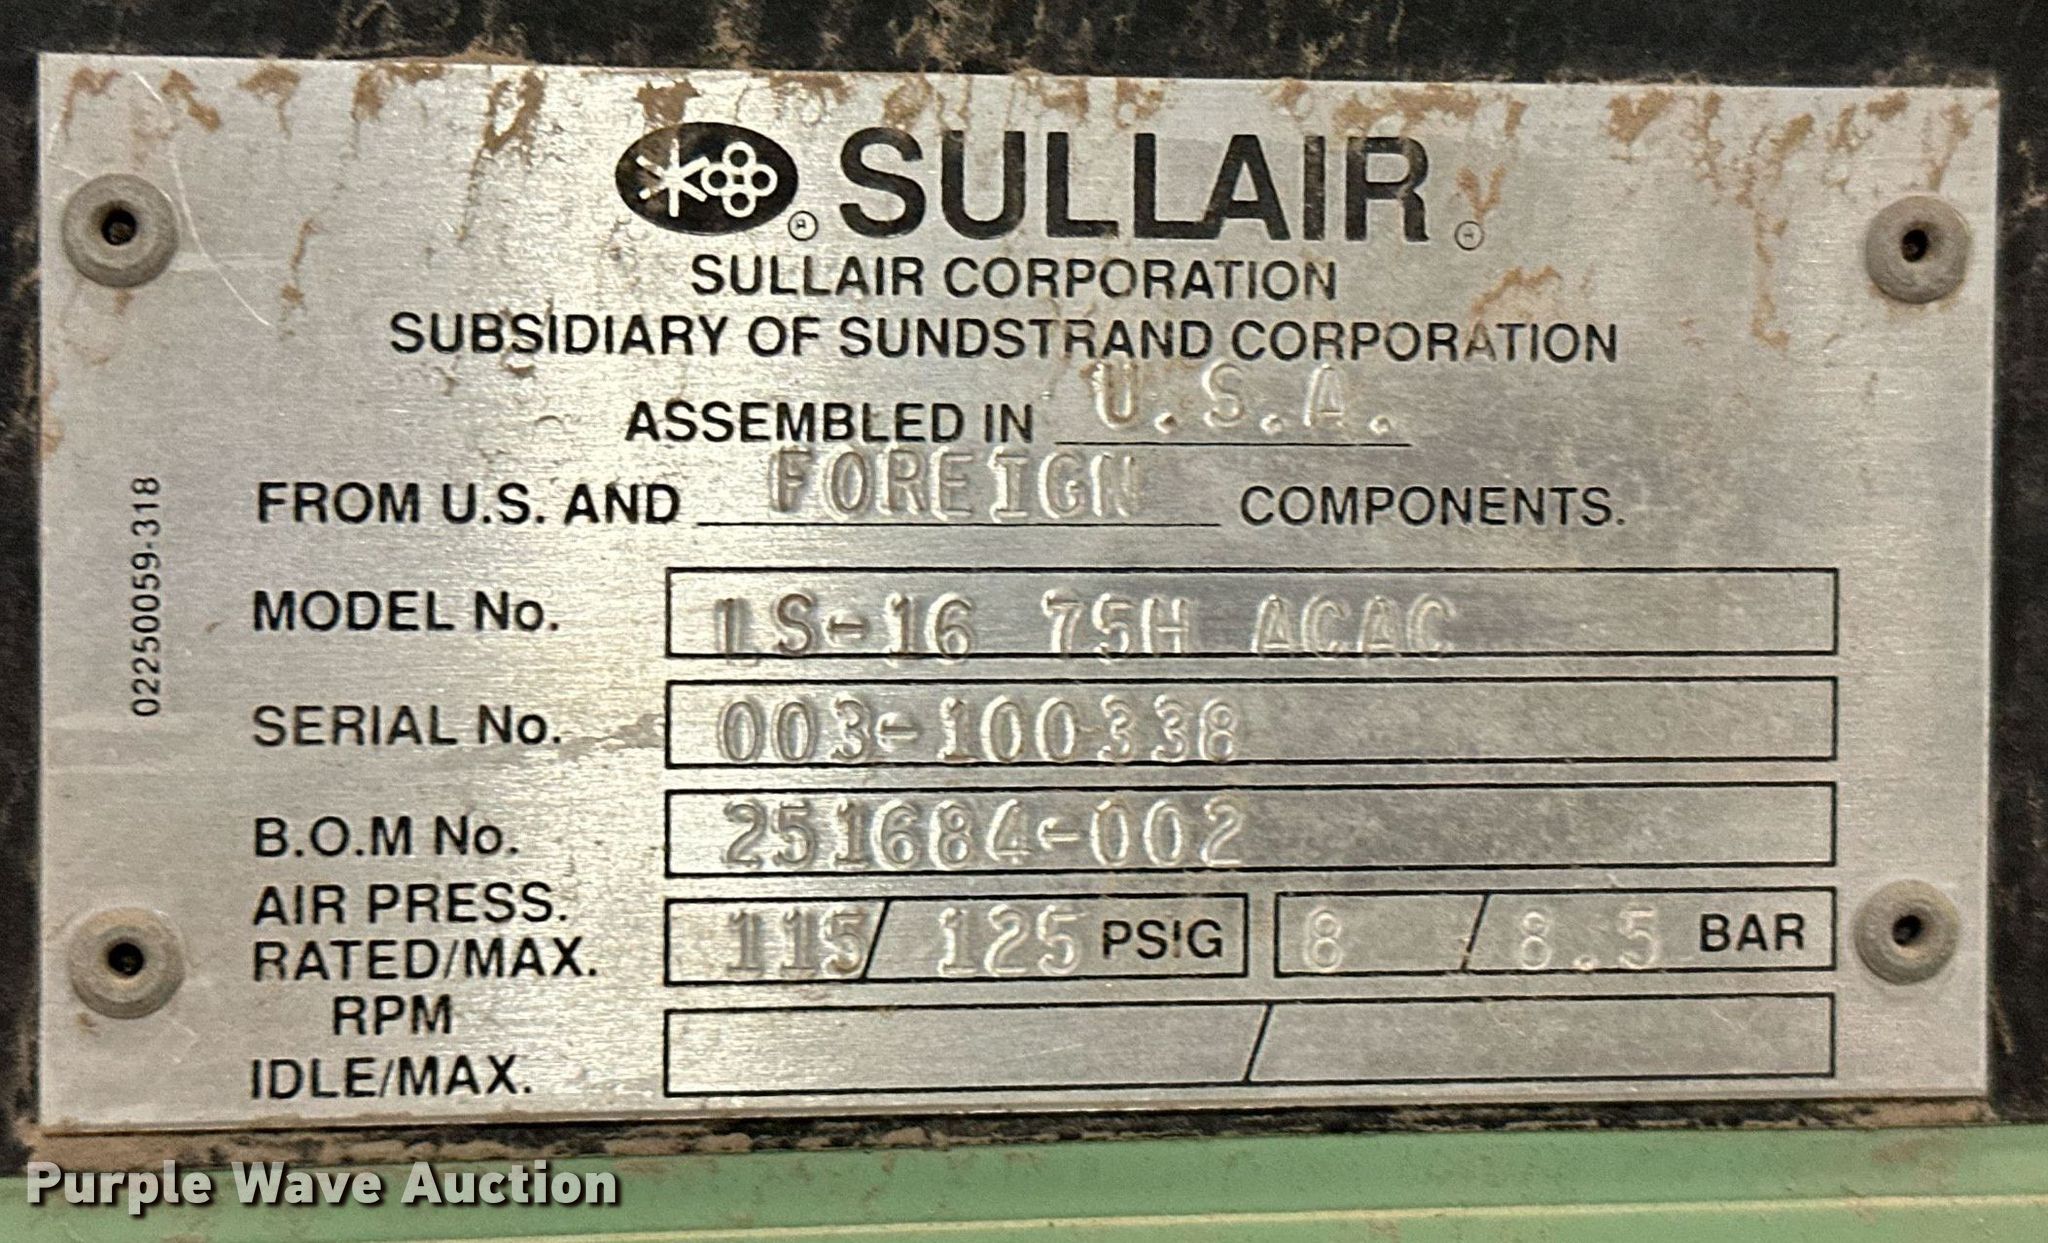 ® SULLAIR ®
SULLAIR CORPORATION
SUBSIDIARY OF SUNDSTRAND CORPORATION
ASSEMBLED IN U.S.A.
FROM U.S. AND FOREIGN COMPONENTS.
02250059-318
MODEL No. LS-16 75H ACAC
SERIAL No. 003-100338
B.O.M No. 251684-002
AIR PRESS.
RATED/MAX. 115/ 125 PSIG 8 / 8.5 BAR
RPM
IDLE/MAX. /
Purple Wave Auction